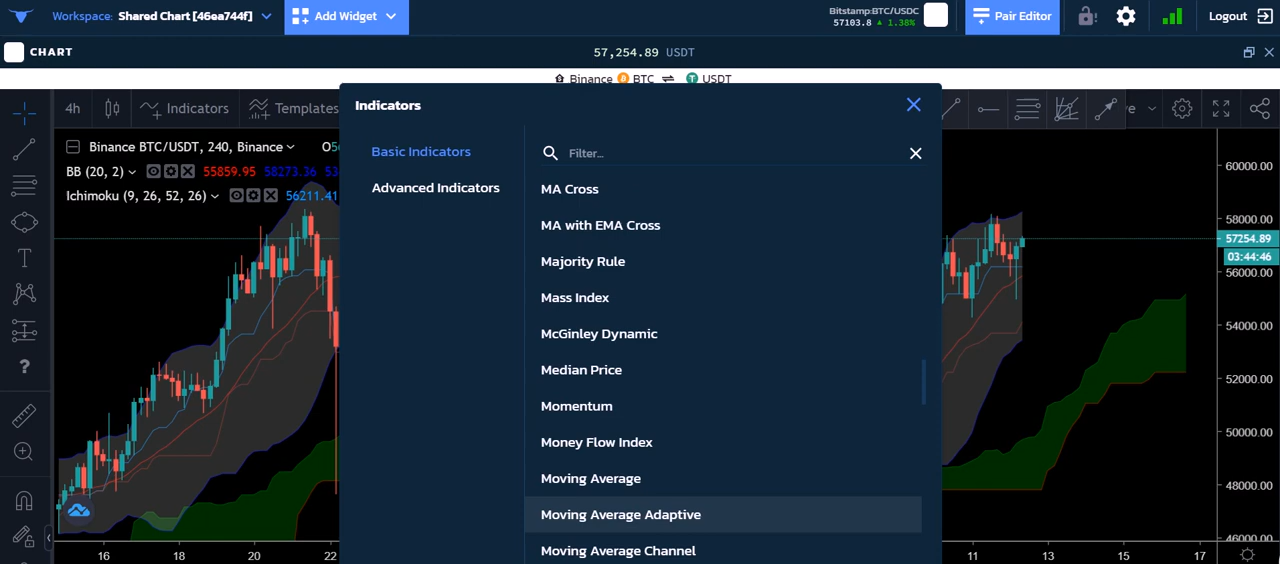 Workspace: Shared Chart [46ea744f]
Add Widget
Bitstamp:BTC/USDC
57103.8 ▲ 1.38%
Pair Editor
Logout
CHART
57,254.89 USDT
Binance BTC ⇌ USDT
4h
Indicators
Templates
Binance BTC/USDT, 240, Binance
BB (20, 2) 55859.95 58273.36
Ichimoku (9, 26, 52, 26) 56211.41
Indicators
Basic Indicators
Advanced Indicators
Filter...
MA Cross
MA with EMA Cross
Majority Rule
Mass Index
McGinley Dynamic
Median Price
Momentum
Money Flow Index
Moving Average
Moving Average Adaptive
Moving Average Channel
60000.00
58000.00
57254.89
03:44:46
56000.00
54000.00
52000.00
50000.00
48000.00
46000.00
16 18 20 22 11 13 15 17